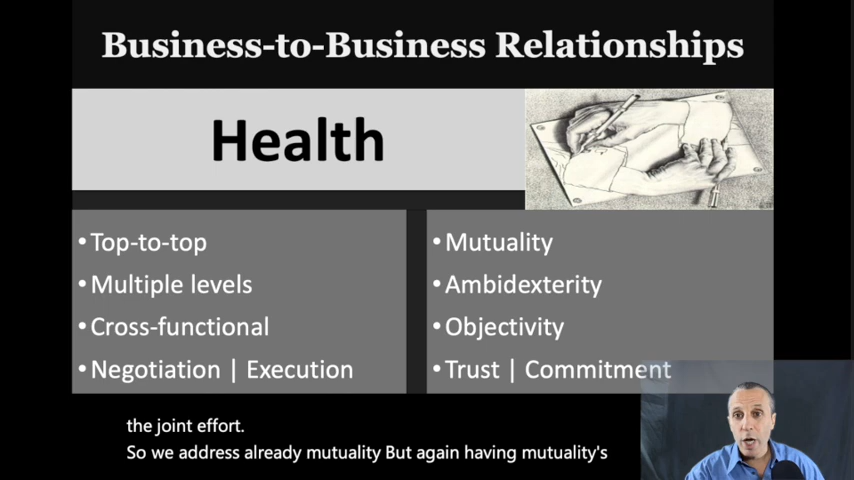 Business-to-Business Relationships
Health
•Top-to-top
•Multiple levels
•Cross-functional
•Negotiation | Execution
•Mutuality
•Ambidexterity
•Objectivity
•Trust | Commitment
the joint effort.
So we address already mutuality But again having mutuality's